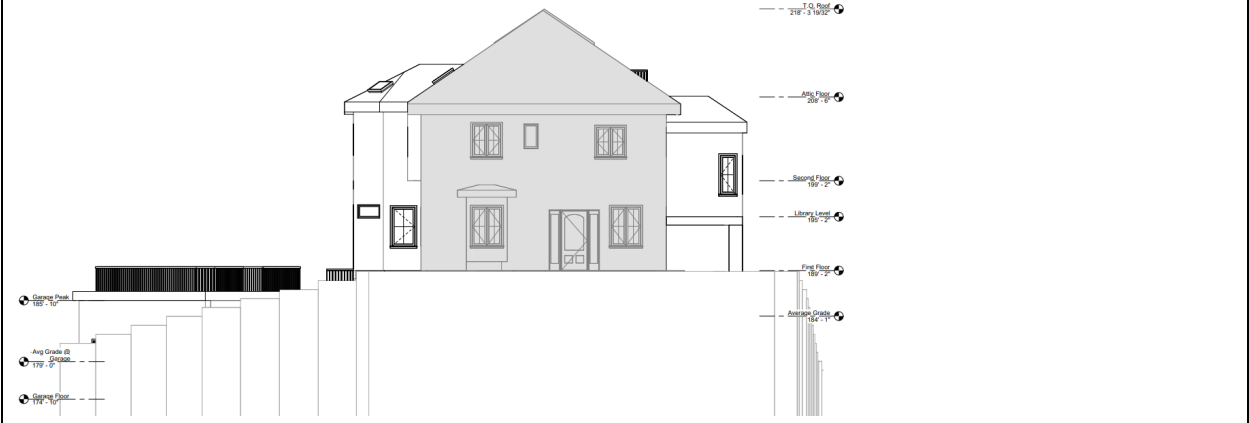 T.O. Roof
218' - 3 19/32"
Attic Floor
208' - 6"
Second Floor
199' - 2"
Library Level
195' - 2"
First Floor
189' - 2"
Average Grade
184' - 1"
Garage Peak
185' - 10"
Avg Grade @
Garage
179' - 0"
Garage Floor
174' - 10"